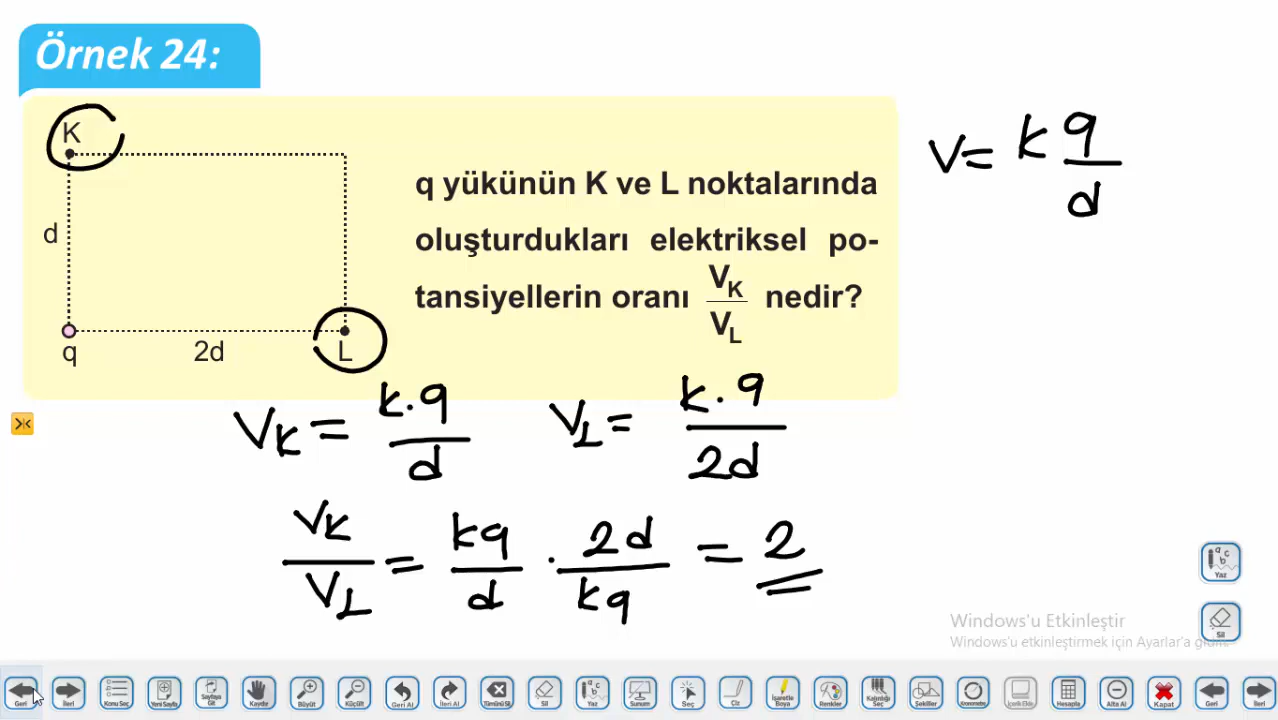 Örnek 24:
K
d
q
2d
L
q yükünün K ve L noktalarında
oluşturdukları elektriksel po-
tansiyellerin oranı V_K/V_L nedir?
V = k q/d
V_K = k.q/d
V_L = k.q/2d
V_K/V_L = kq/d . 2d/kq = 2
Yaz
Sil
Windows'u Etkinleştir
Windows'u etkinleştirmek için Ayarlar'a gidin.
Geri İleri Konu Seç Yeni Sayfa Sayfaya Git Kaydır Büyüt Küçült Geri Al İleri Al Tümünü Sil Sil Yaz Sunum Seç Çiz İşaretle Boya Renkler Kalınlığı Seç Şekiller Hesapla Alta Al Kapat Geri İleri